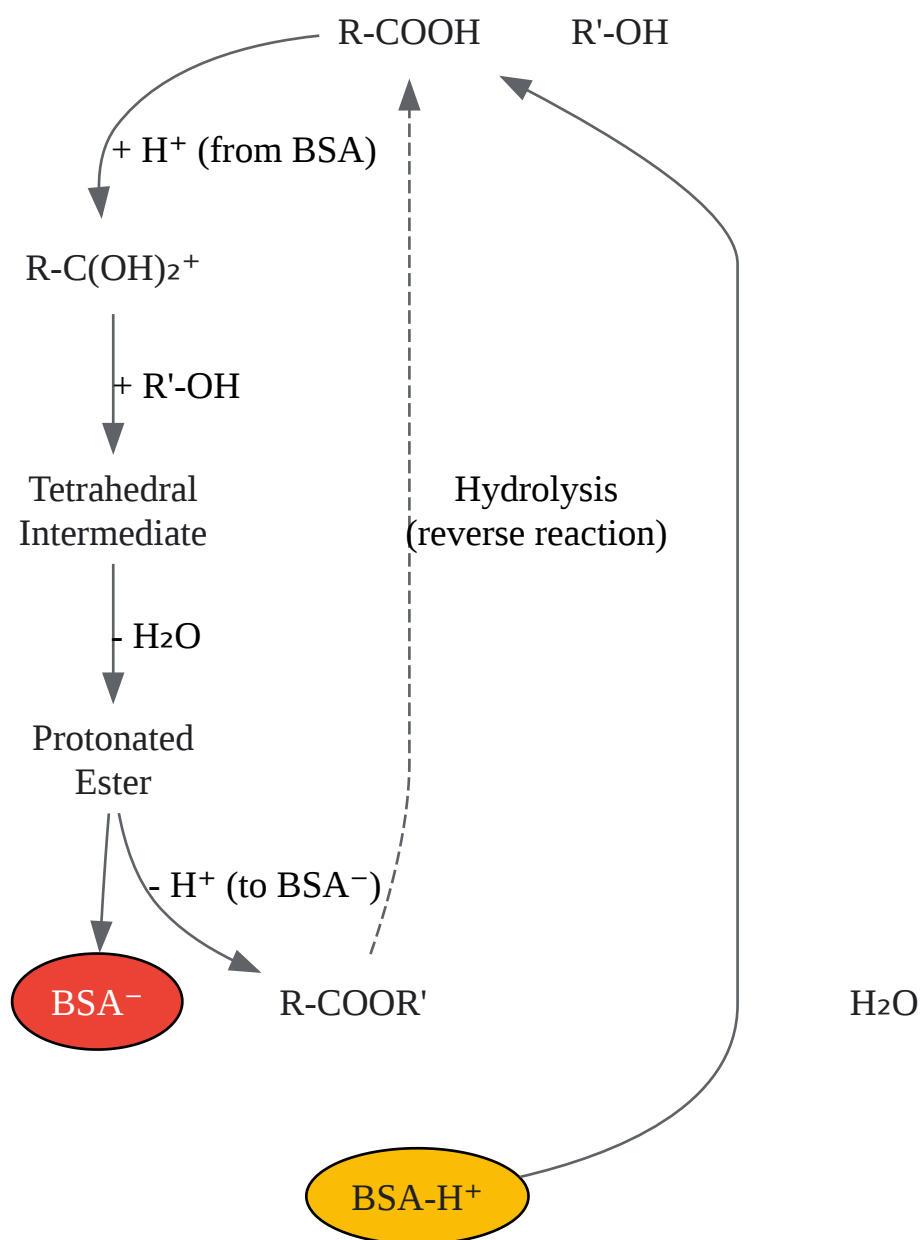 R-COOH
R'-OH
+ H⁺ (from BSA)
R-C(OH)₂⁺
+ R'-OH
Tetrahedral
Intermediate
Hydrolysis
(reverse reaction)
- H₂O
Protonated
Ester
- H⁺ (to BSA⁻)
BSA⁻
R-COOR'
H₂O
BSA-H⁺